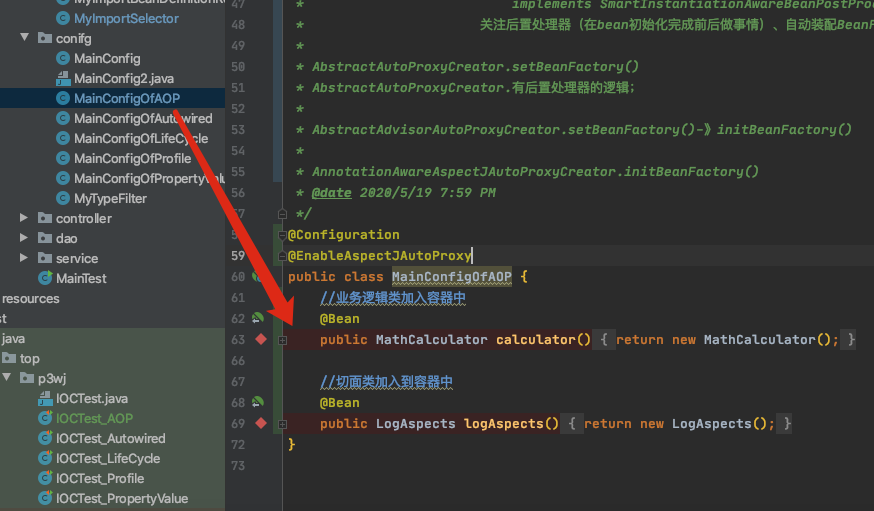 MyImportBeanDefinitionR
MyImportSelector
conifg
MainConfig
MainConfig2.java
MainConfigOfAOP
MainConfigOfAutowired
MainConfigOfLifeCycle
MainConfigOfProfile
MainConfigOfPropertyValu
MyTypeFilter
controller
dao
service
MainTest
resources
st
java
top
p3wj
IOCTest.java
IOCTest_AOP
IOCTest_Autowired
IOCTest_LifeCycle
IOCTest_Profile
IOCTest_PropertyValue
47 * implements SmartInstantiationAwareBeanPostProc
48 * 关注后置处理器（在bean初始化完成前后做事情）、自动装配BeanF
49 *
50 * AbstractAutoProxyCreator.setBeanFactory()
51 * AbstractAutoProxyCreator.有后置处理器的逻辑；
52 *
53 * AbstractAdvisorAutoProxyCreator.setBeanFactory()-》initBeanFactory()
54 *
55 * AnnotationAwareAspectJAutoProxyCreator.initBeanFactory()
56 * @date 2020/5/19 7:59 PM
57 */
58 @Configuration
59 @EnableAspectJAutoProxy
60 public class MainConfigOfAOP {
61 //业务逻辑类加入容器中
62 @Bean
63 public MathCalculator calculator() { return new MathCalculator(); }
66
67 //切面类加入到容器中
68 @Bean
69 public LogAspects logAspects() { return new LogAspects(); }
72 }
73